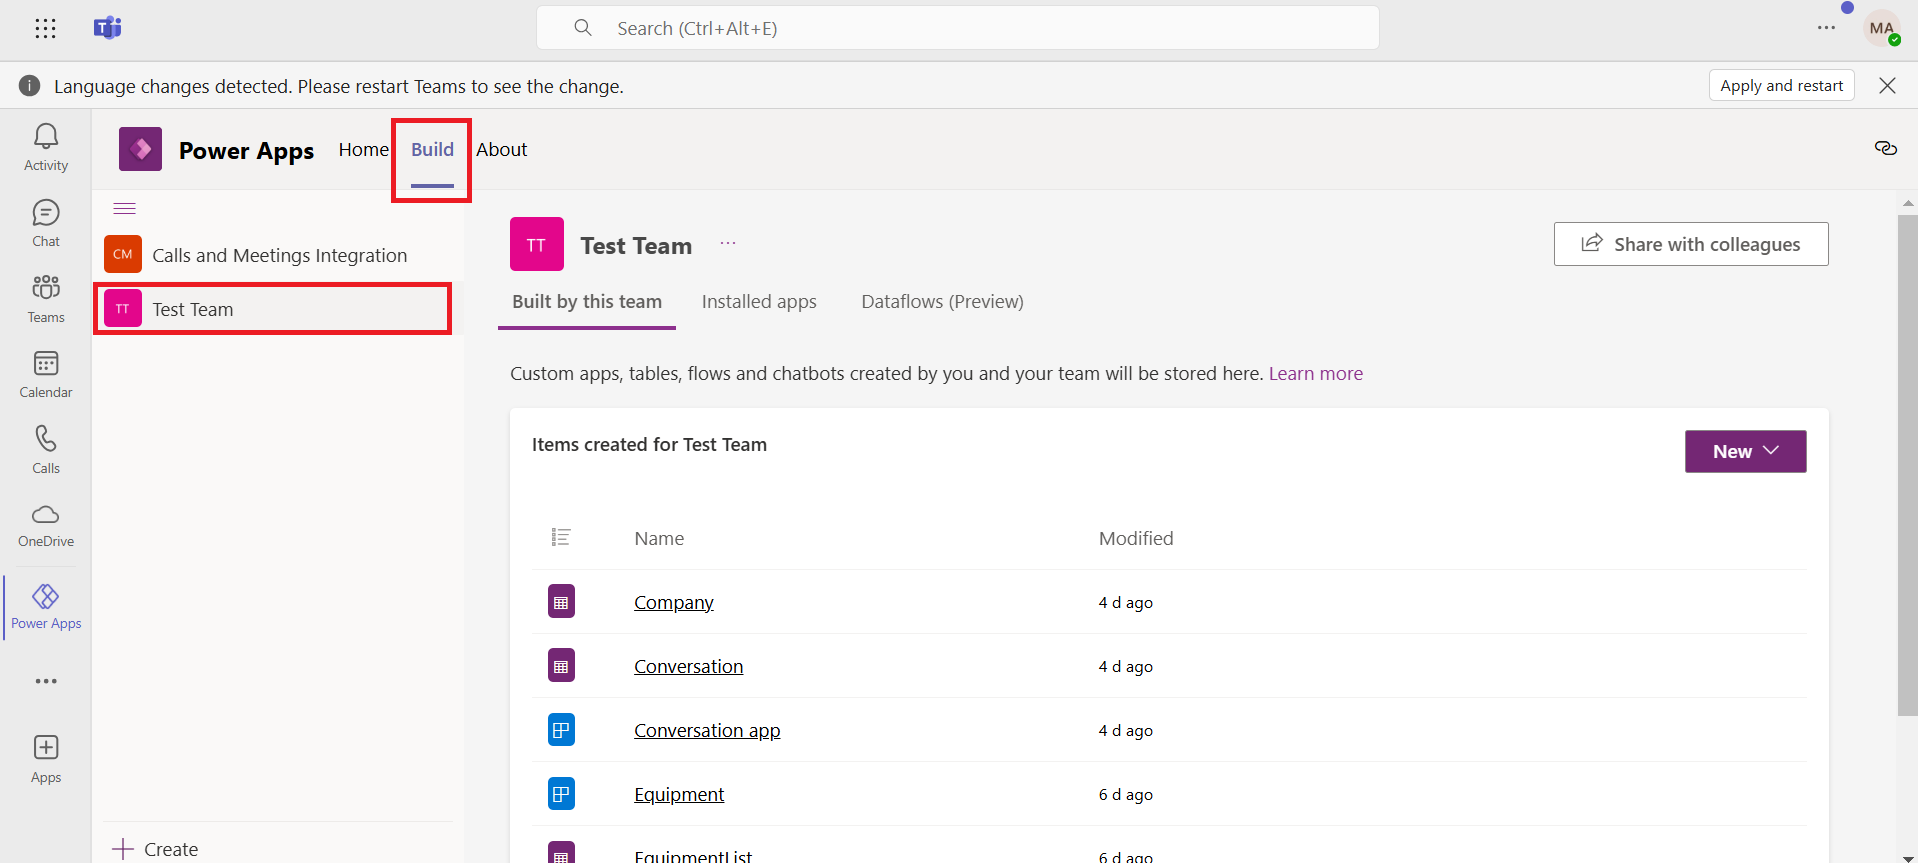 Search (Ctrl+Alt+E)
MA
Language changes detected. Please restart Teams to see the change.
Apply and restart
Activity
Chat
Teams
Calendar
Calls
OneDrive
Power Apps
Apps
Power Apps
Home
Build
About
CM
Calls and Meetings Integration
TT
Test Team
Create
TT
Test Team
Share with colleagues
Built by this team
Installed apps
Dataflows (Preview)
Custom apps, tables, flows and chatbots created by you and your team will be stored here. Learn more
Items created for Test Team
New
Name
Modified
Company
4 d ago
Conversation
4 d ago
Conversation app
4 d ago
Equipment
6 d ago
EquipmentList
6 d ago